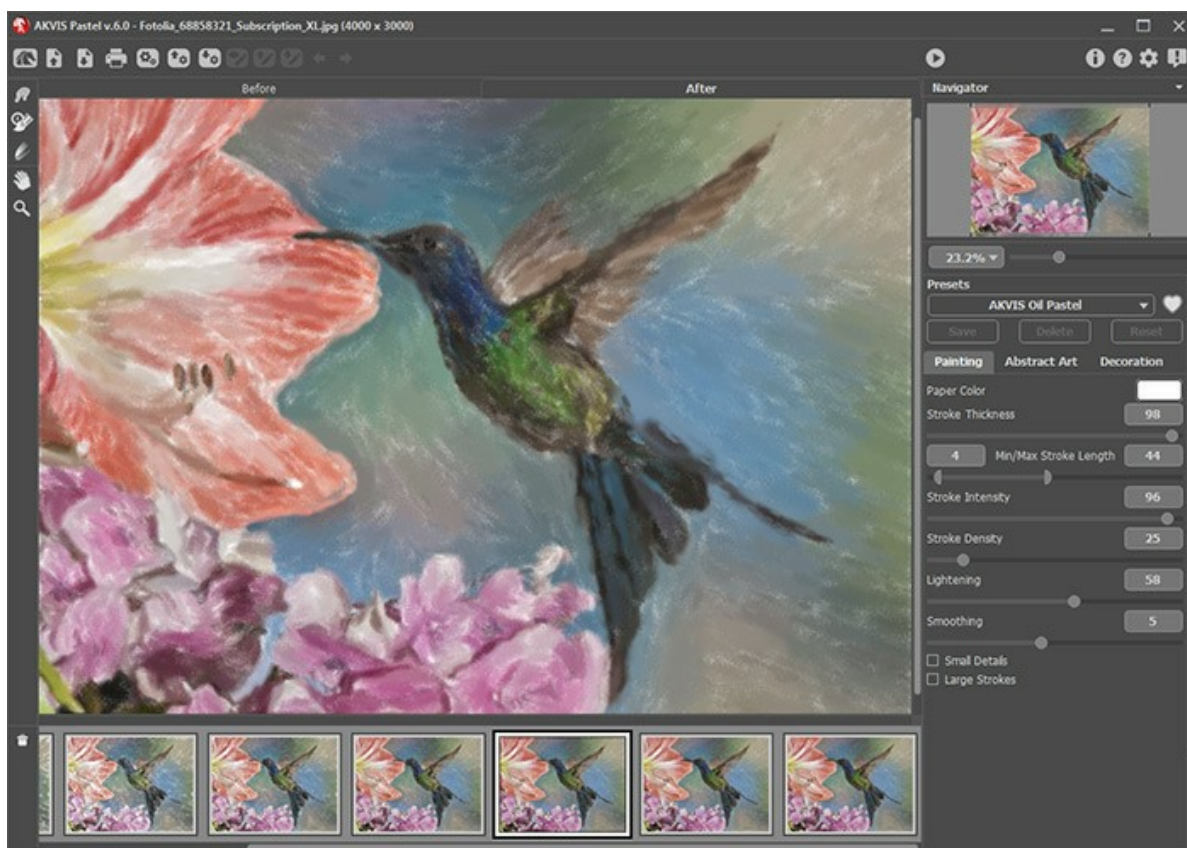 AKVIS Pastel v.6.0 - Fotolia_68858321_Subscription_XL.jpg (4000 x 3000)
Before
After
Navigator
23.2%
Presets
AKVIS Oil Pastel
Save Delete Reset
Painting Abstract Art Decoration
Paper Color
Stroke Thickness 98
4 Min/Max Stroke Length 44
Stroke Intensity 96
Stroke Density 25
Lightening 58
Smoothing 5
Small Details
Large Strokes